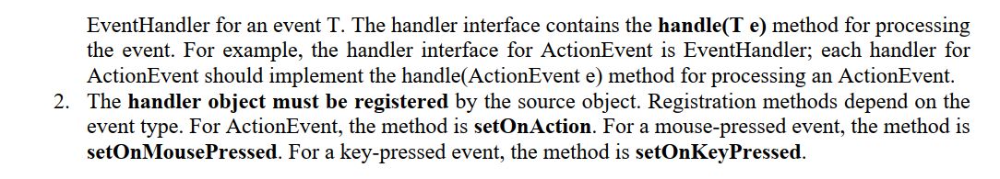 EventHandler for an event T. The handler interface contains the handle(T e) method for processing
the event. For example, the handler interface for ActionEvent is EventHandler; each handler for
ActionEvent should implement the handle(ActionEvent e) method for processing an ActionEvent.
2. The handler object must be registered by the source object. Registration methods depend on the
event type. For ActionEvent, the method is setOnAction. For a mouse-pressed event, the method is
setOnMousePressed. For a key-pressed event, the method is setOnKeyPressed.